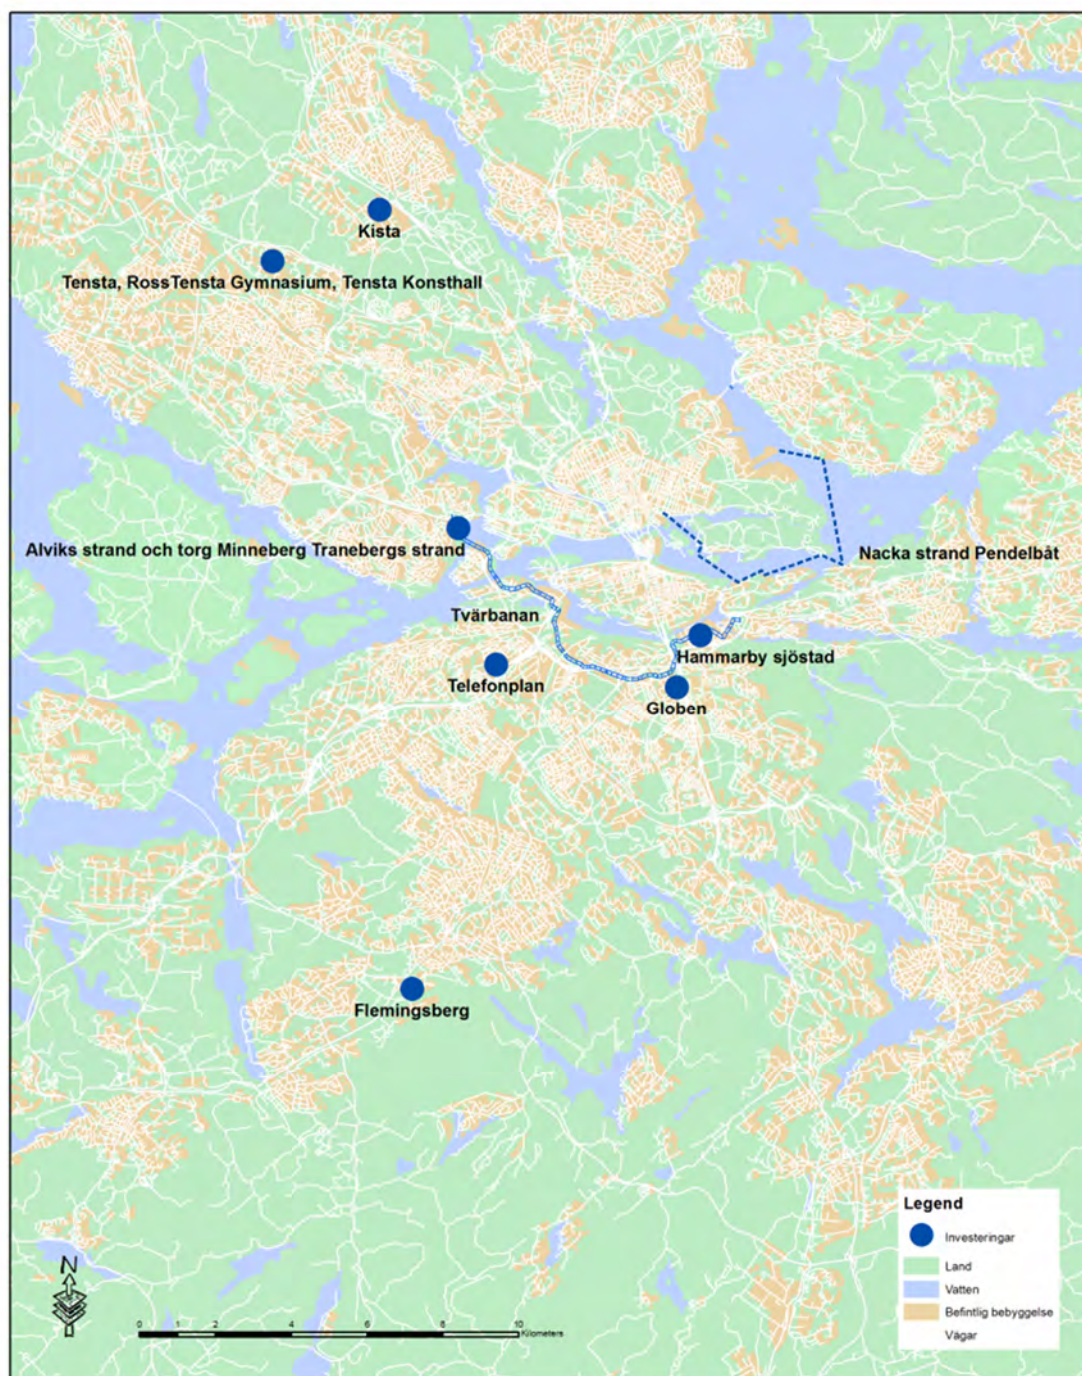 Kista
Tensta, RossTensta Gymnasium, Tensta Konsthall
Alviks strand och torg Minneberg Tranebergs strand
Nacka strand Pendelbåt
Tvärbanan
Hammarby sjöstad
Telefonplan
Globen
Flemingsberg
Legend
Investeringar
Land
Vatten
Befintlig bebyggelse
Vägar
N
0 1 2 4 6 8 10
Kilometers